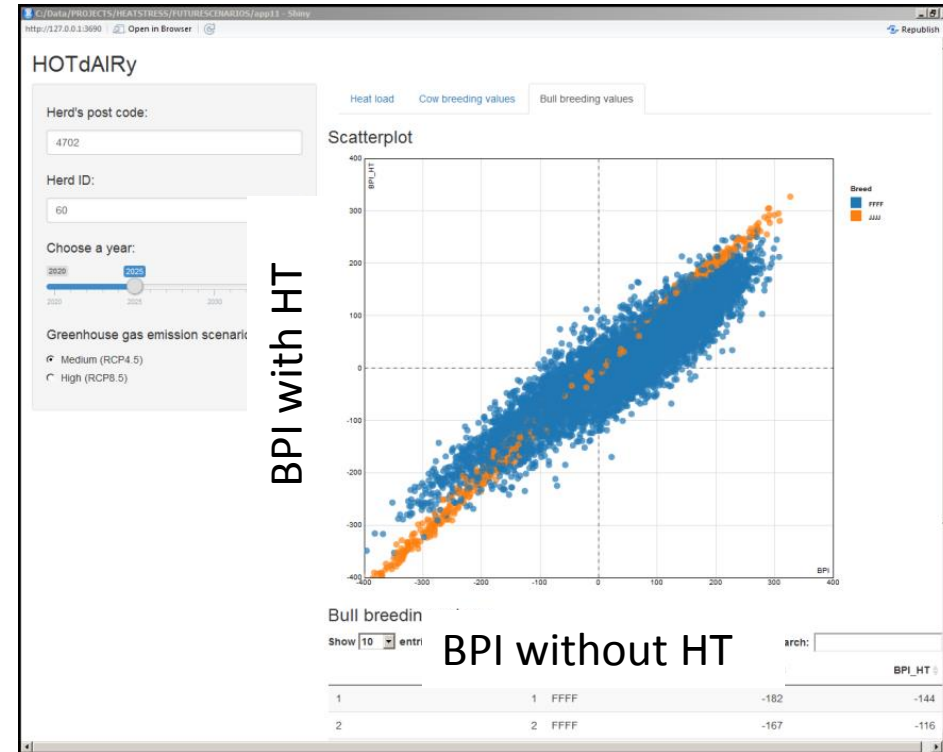 C:/Data/PROJECTS/HEATSTRESS/FUTURESCENARIOS/app11 - Shiny
http://127.0.0.1:3690 Open in Browser Republish
HOTdAIRy
Herd's post code:
4702
Herd ID:
60
Choose a year:
2020 2025
2020 2025 2030
Greenhouse gas emission scenario
Medium (RCP4.5)
High (RCP8.5)
BPI with HT
Heat load Cow breeding values Bull breeding values
Scatterplot
BPI_HT
400
300
200
100
0
-100
-200
-300
-400
-400 -300 -200 -100 0 100 200 300 400
BPI
Breed
FFFF
JJJJ
Bull breedin
Show 10 entri arch:
BPI without HT
BPI_HT
1 1 FFFF -182 -144
2 2 FFFF -167 -116